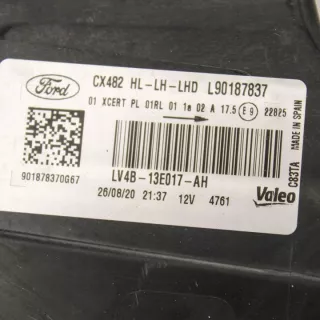 Ford CX482 HL-LH-LHD L90187837
01 XCERT PL 01RL 01 1a 02 A 17.5 E9 22825
901878370G67
LV4B-13E017-AH
26/08/20 21:37 12V 4761
Valeo
C83TA MADE IN SPAIN